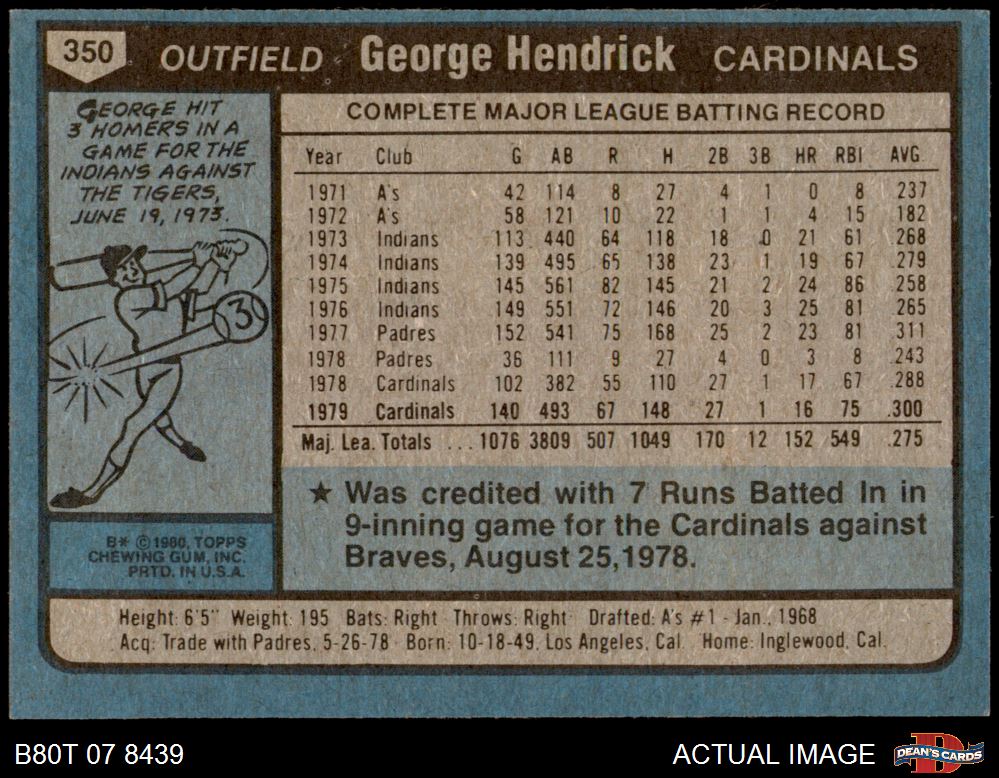 350 OUTFIELD George Hendrick CARDINALS
GEORGE HIT
3 HOMERS IN A
GAME FOR THE
INDIANS AGAINST
THE TIGERS,
JUNE 19, 1973.
3
COMPLETE MAJOR LEAGUE BATTING RECORD
Year Club G AB R H 2B 3B HR RBI AVG.
1971 A's 42 114 8 27 4 1 0 8 .237
1972 A's 58 121 10 22 1 1 4 15 .182
1973 Indians 113 440 64 118 18 0 21 61 .268
1974 Indians 139 495 65 138 23 1 19 67 .279
1975 Indians 145 561 82 145 21 2 24 86 .258
1976 Indians 149 551 72 146 20 3 25 81 .265
1977 Padres 152 541 75 168 25 2 23 81 .311
1978 Padres 36 111 9 27 4 0 3 8 .243
1978 Cardinals 102 382 55 110 27 1 17 67 .288
1979 Cardinals 140 493 67 148 27 1 16 75 .300
Maj. Lea. Totals ... 1076 3809 507 1049 170 12 152 549 .275
★ Was credited with 7 Runs Batted In in
9-inning game for the Cardinals against
Braves, August 25, 1978.
B* © 1980, TOPPS
CHEWING GUM, INC.
PRTD. IN U.S.A.
Height: 6'5" Weight: 195 Bats: Right Throws: Right Drafted: A's #1 - Jan., 1968
Acq: Trade with Padres, 5-26-78 Born: 10-18-49, Los Angeles, Cal. Home: Inglewood, Cal.
B80T 07 8439 ACTUAL IMAGE
DEAN'S CARDS